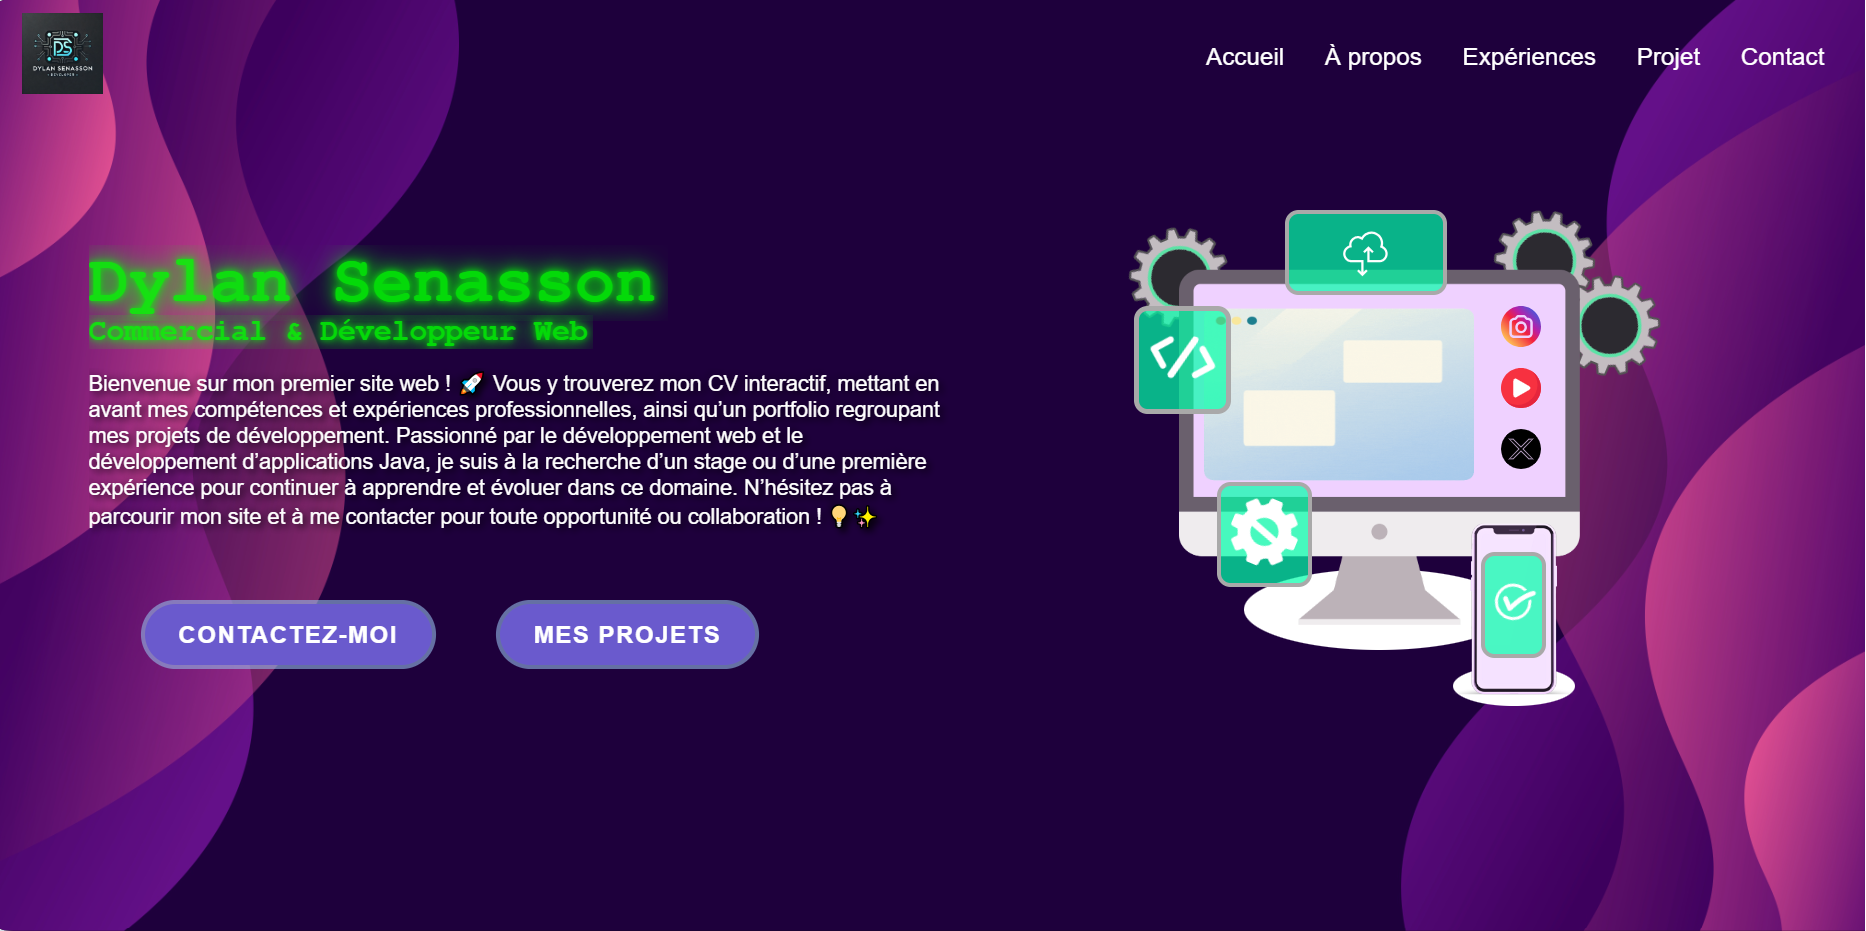 DS
DYLAN SENASSON
- DEVELOPER -
Accueil
À propos
Expériences
Projet
Contact
Dylan Senasson
Commercial & Développeur Web
Bienvenue sur mon premier site web ! 🚀 Vous y trouverez mon CV interactif, mettant en
avant mes compétences et expériences professionnelles, ainsi qu’un portfolio regroupant
mes projets de développement. Passionné par le développement web et le
développement d’applications Java, je suis à la recherche d’un stage ou d’une première
expérience pour continuer à apprendre et évoluer dans ce domaine. N’hésitez pas à
parcourir mon site et à me contacter pour toute opportunité ou collaboration ! 💡✨
CONTACTEZ-MOI
MES PROJETS